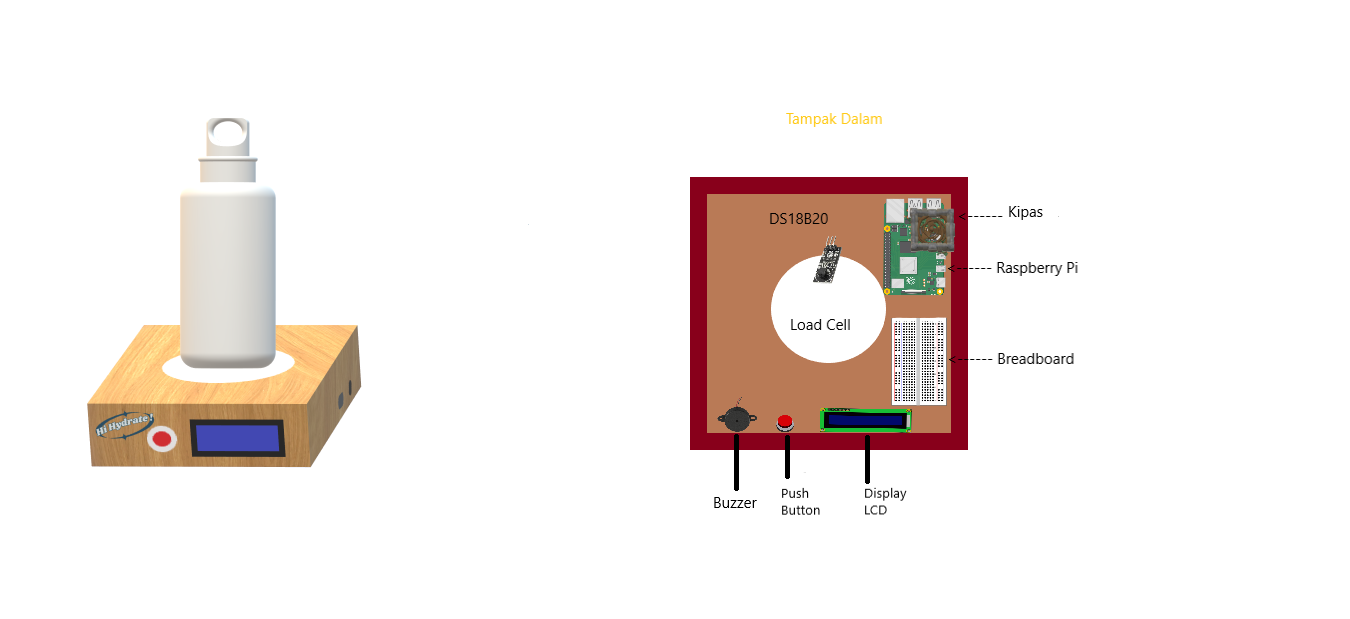 Hi Hydrate!
Tampak Dalam
DS18B20
Kipas
Raspberry Pi
Load Cell
Breadboard
Buzzer
Push
Button
Display
LCD